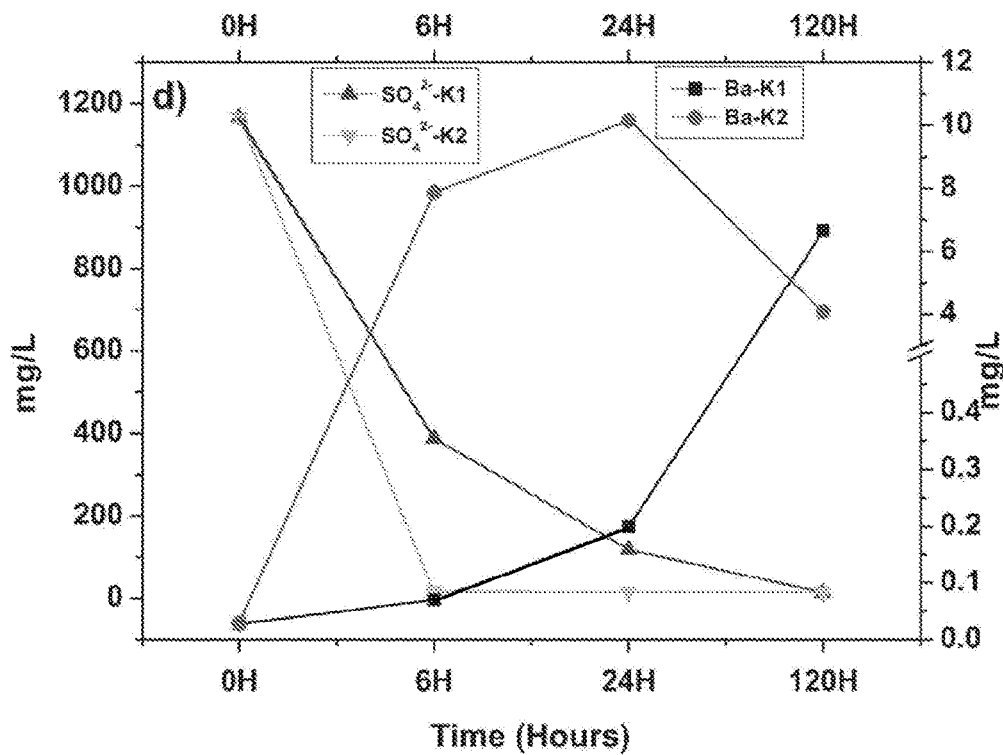 0H 6H 24H 120H
d)
SO₄²⁻-K1
SO₄²⁻-K2
Ba-K1
Ba-K2
1200
1000
800
600
400
200
0
mg/L
12
10
8
6
4
0.4
0.3
0.2
0.1
0.0
mg/L
0H 6H 24H 120H
Time (Hours)